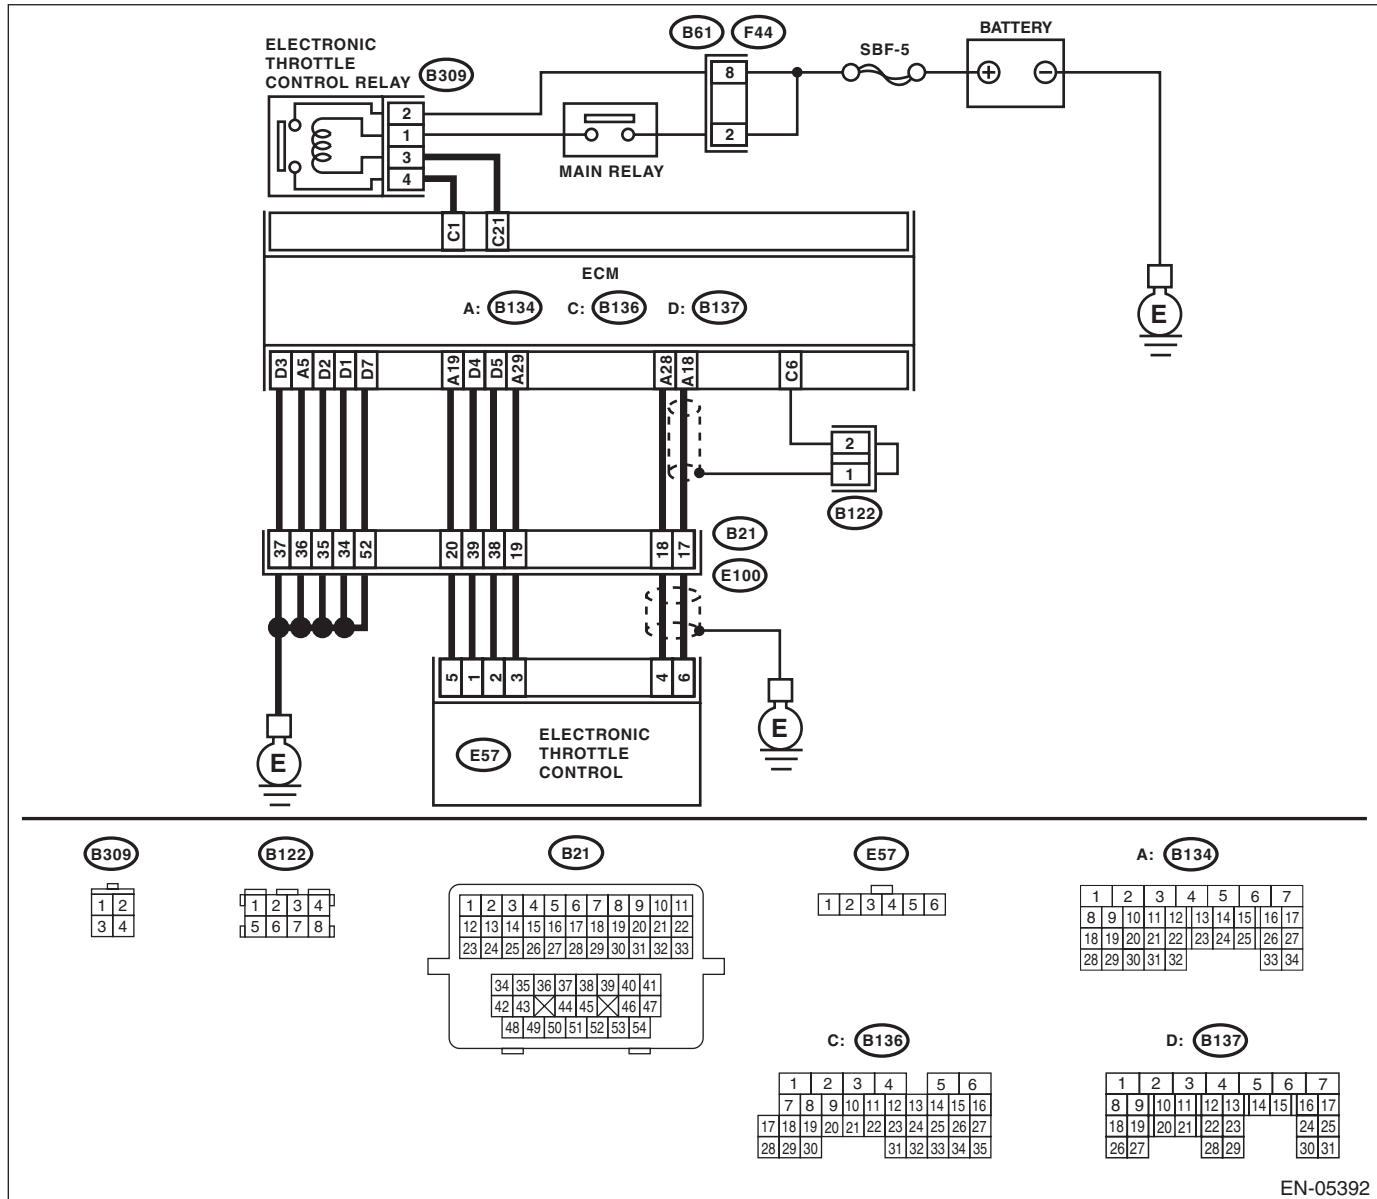 B61 F44 BATTERY
ELECTRONIC
THROTTLE
CONTROL RELAY B309
SBF-5
8
2
2
1
3
4
MAIN RELAY
C1 C21
ECM
A: B134 C: B136 D: B137
D3 A5 D2 D1 D7 A19 D4 D5 A29 A28 A18 C6
2
1
B122
37 36 35 34 52 20 39 38 19 18 17
B21
E100
E
5 1 2 3 4 6
E57
ELECTRONIC
THROTTLE
CONTROL
E
E
B309
1 2
3 4
B122
1 2 3 4
5 6 7 8
B21
1 2 3 4 5 6 7 8 9 10 11
12 13 14 15 16 17 18 19 20 21 22
23 24 25 26 27 28 29 30 31 32 33
34 35 36 37 38 39 40 41
42 43 44 45 46 47
48 49 50 51 52 53 54
E57
1 2 3 4 5 6
A: B134
1 2 3 4 5 6 7
8 9 10 11 12 13 14 15 16 17
18 19 20 21 22 23 24 25 26 27
28 29 30 31 32 33 34
C: B136
1 2 3 4 5 6
7 8 9 10 11 12 13 14 15 16
17 18 19 20 21 22 23 24 25 26 27
28 29 30 31 32 33 34 35
D: B137
1 2 3 4 5 6 7
8 9 10 11 12 13 14 15 16 17
18 19 20 21 22 23 24 25
26 27 28 29 30 31
EN-05392